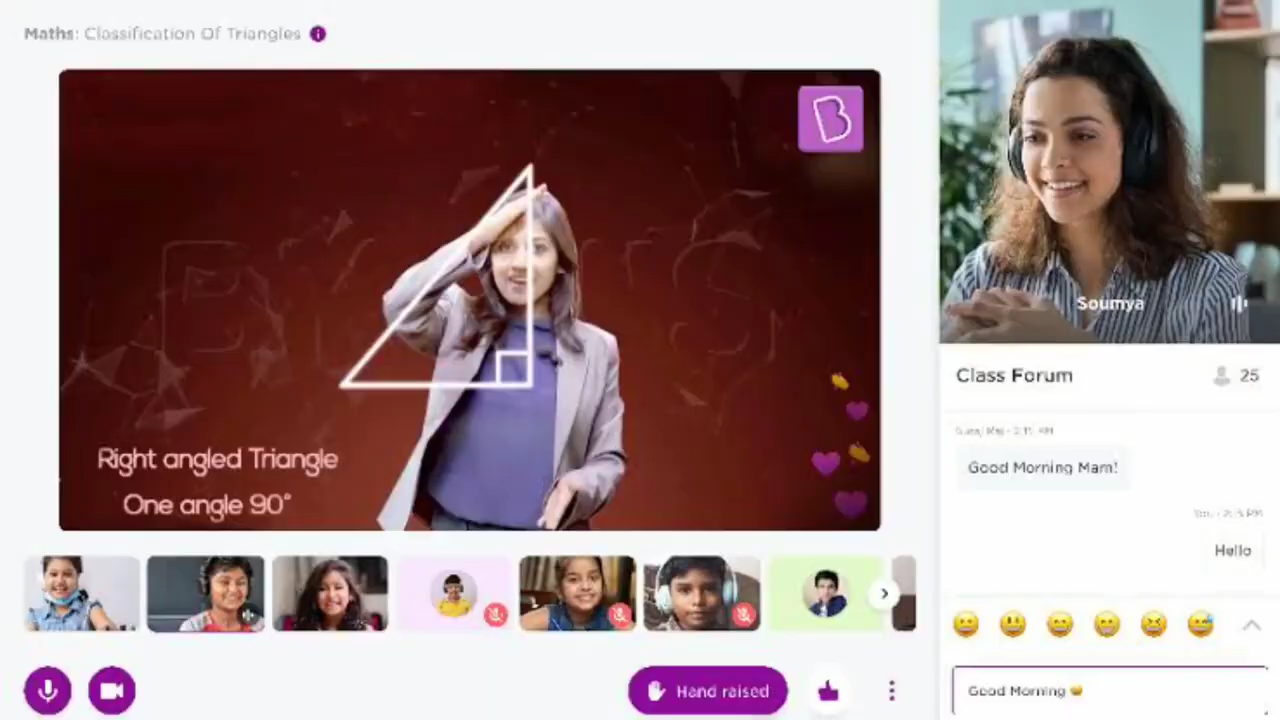 Maths: Classification Of Triangles
B
Right angled Triangle
One angle 90°
Soumya
Class Forum
25
Good Morning Mam!
Hello
Good Morning 😀
Hand raised